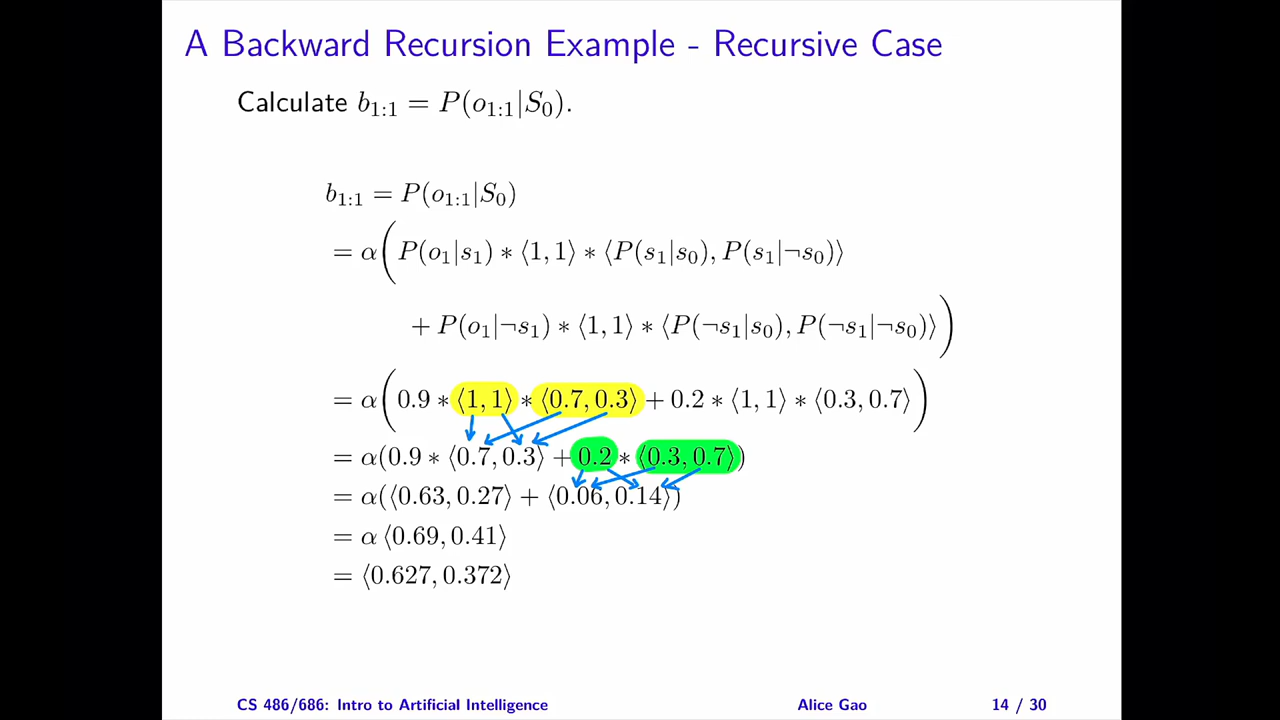 A Backward Recursion Example - Recursive Case
Calculate b₁:₁ = P(o₁:₁|S₀).
b₁:₁ = P(o₁:₁|S₀)
= α(P(o₁|s₁) ∗ ⟨1, 1⟩ ∗ ⟨P(s₁|s₀), P(s₁|¬s₀)⟩
+ P(o₁|¬s₁) ∗ ⟨1, 1⟩ ∗ ⟨P(¬s₁|s₀), P(¬s₁|¬s₀)⟩)
= α(0.9 ∗ ⟨1, 1⟩ ∗ ⟨0.7, 0.3⟩ + 0.2 ∗ ⟨1, 1⟩ ∗ ⟨0.3, 0.7⟩)
= α(0.9 ∗ ⟨0.7, 0.3⟩ + 0.2 ∗ ⟨0.3, 0.7⟩)
= α(⟨0.63, 0.27⟩ + ⟨0.06, 0.14⟩)
= α ⟨0.69, 0.41⟩
= ⟨0.627, 0.372⟩
CS 486/686: Intro to Artificial Intelligence Alice Gao 14 / 30